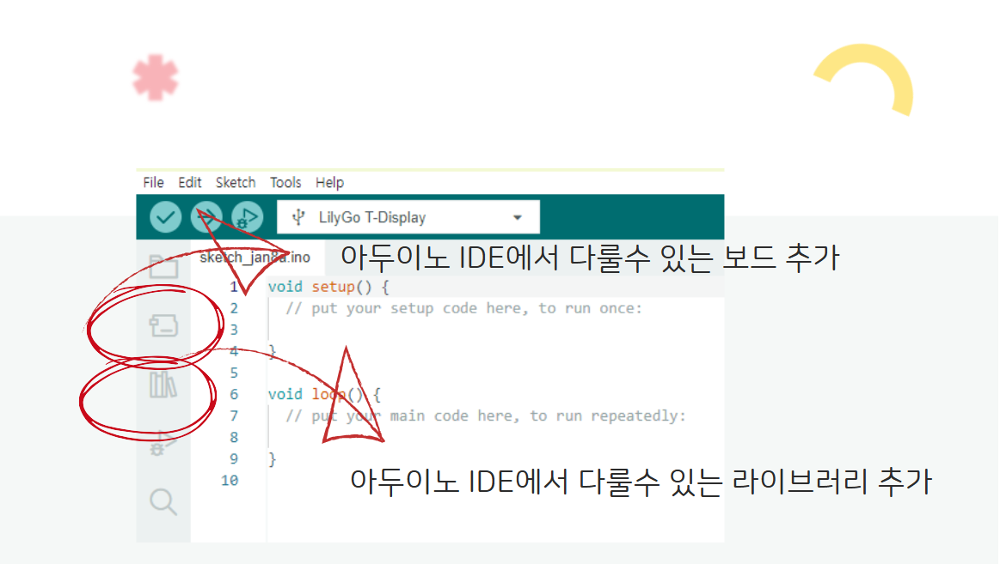 File Edit Sketch Tools Help
LilyGo T-Display
sketch_jan8a.ino
아두이노 IDE에서 다룰수 있는 보드 추가
1 void setup() {
2 // put your setup code here, to run once:
3
4 }
5
6 void loop() {
7 // put your main code here, to run repeatedly:
8
9 }
10
아두이노 IDE에서 다룰수 있는 라이브러리 추가